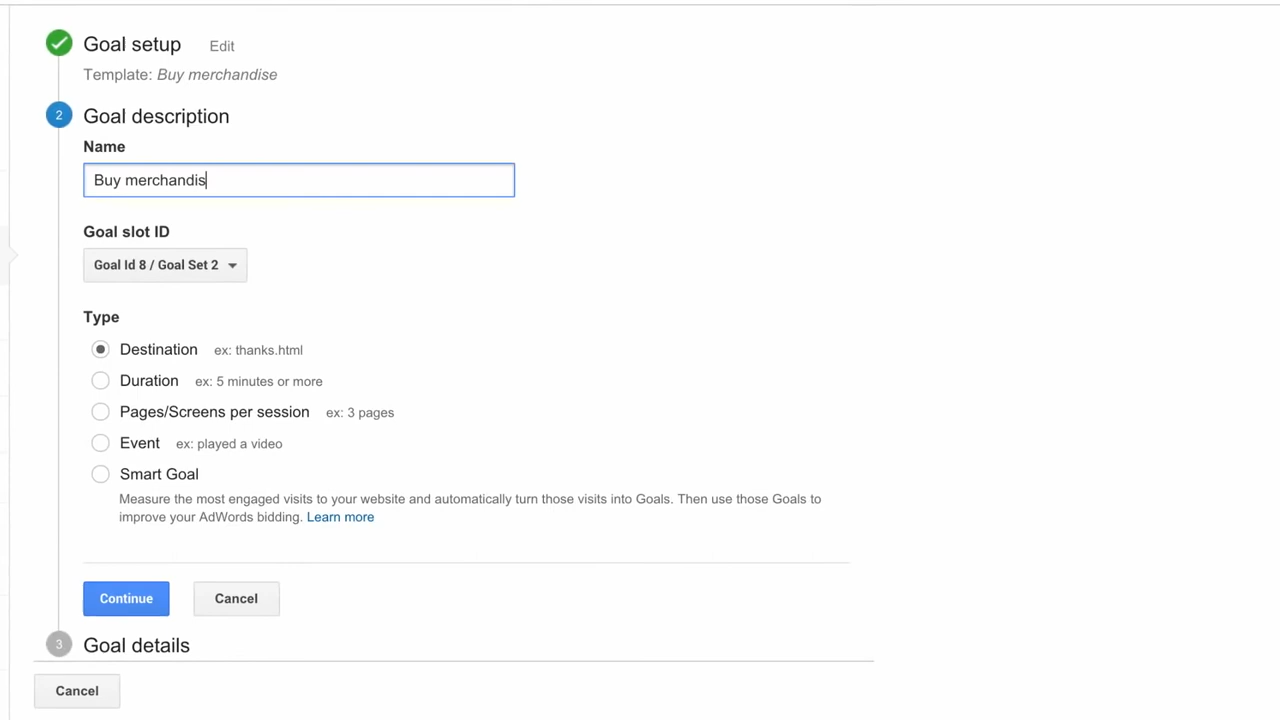 Goal setup Edit
Template: Buy merchandise
2 Goal description
Name
Buy merchandis
Goal slot ID
Goal Id 8 / Goal Set 2
Type
Destination ex: thanks.html
Duration ex: 5 minutes or more
Pages/Screens per session ex: 3 pages
Event ex: played a video
Smart Goal
Measure the most engaged visits to your website and automatically turn those visits into Goals. Then use those Goals to
improve your AdWords bidding. Learn more
Continue Cancel
3 Goal details
Cancel